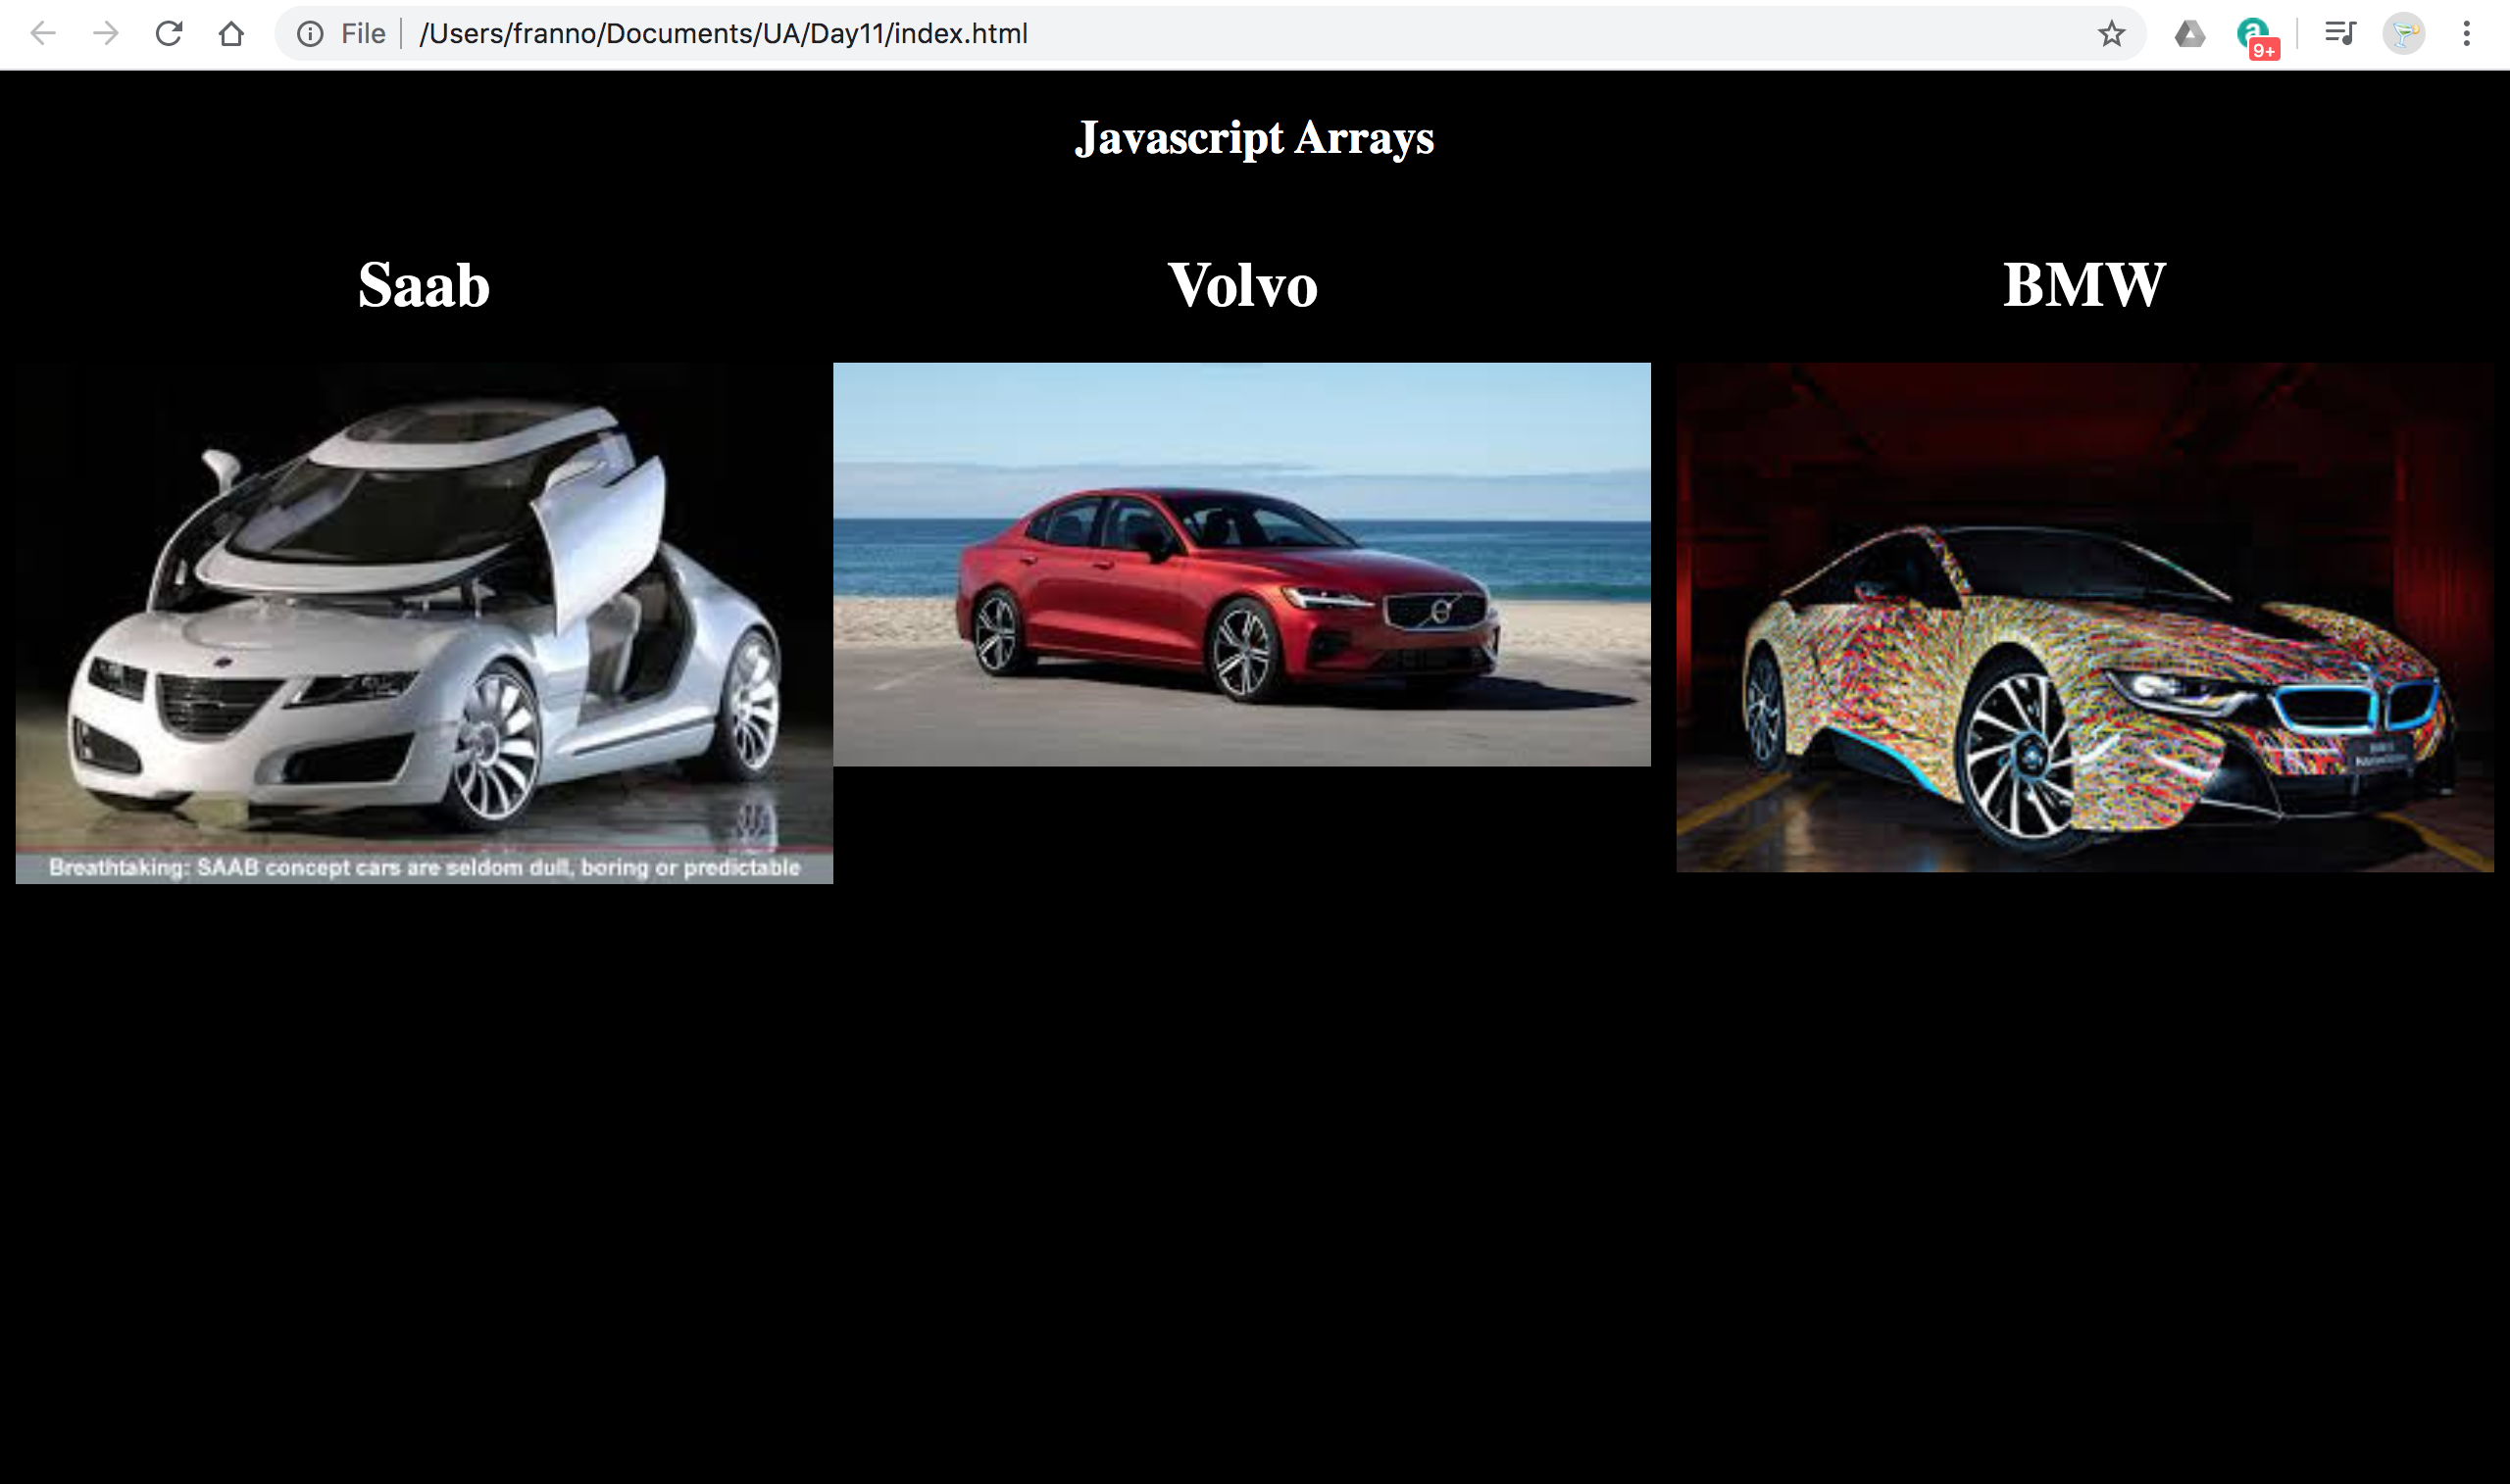 File /Users/franno/Documents/UA/Day11/index.html
9+
Javascript Arrays
Saab
Volvo
BMW
Breathtaking: SAAB concept cars are seldom dull, boring or predictable